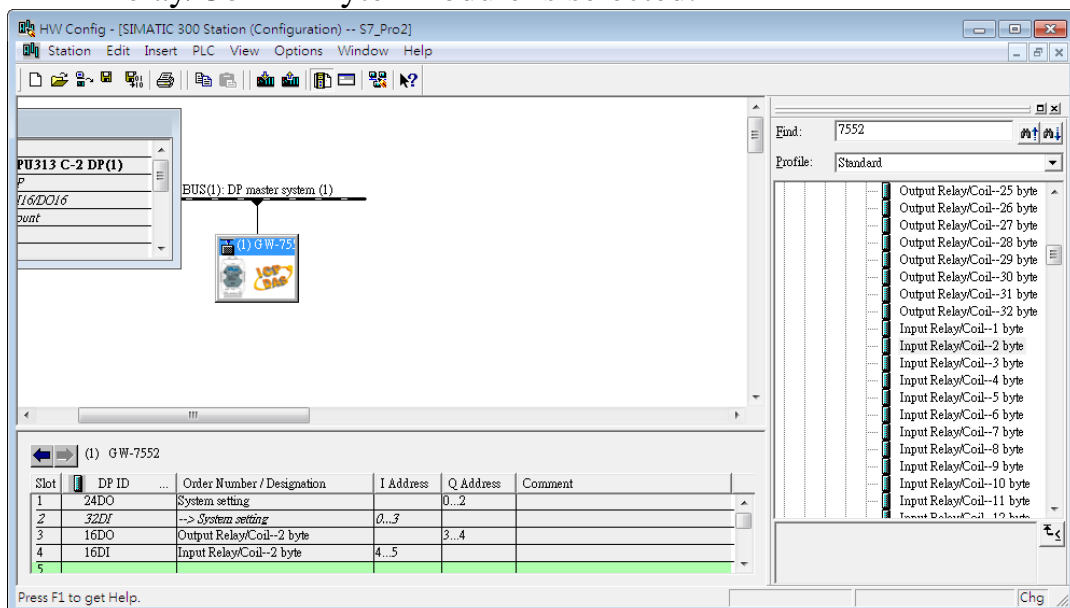 HW Config - [SIMATIC 300 Station (Configuration) -- S7_Pro2]
Station Edit Insert PLC View Options Window Help
PU313 C-2 DP(1)
P
I16/DO16
ount
BUS(1): DP master system (1)
(1) GW-755
ICP DAS
Find: 7552
Profile: Standard
Output Relay/Coil--25 byte
Output Relay/Coil--26 byte
Output Relay/Coil--27 byte
Output Relay/Coil--28 byte
Output Relay/Coil--29 byte
Output Relay/Coil--30 byte
Output Relay/Coil--31 byte
Output Relay/Coil--32 byte
Input Relay/Coil--1 byte
Input Relay/Coil--2 byte
Input Relay/Coil--3 byte
Input Relay/Coil--4 byte
Input Relay/Coil--5 byte
Input Relay/Coil--6 byte
Input Relay/Coil--7 byte
Input Relay/Coil--8 byte
Input Relay/Coil--9 byte
Input Relay/Coil--10 byte
Input Relay/Coil--11 byte
Input Relay/Coil--12 byte
(1) GW-7552
Slot DP ID ... Order Number / Designation I Address Q Address Comment
1 24DO System setting 0...2
2 32DI --> System setting 0...3
3 16DO Output Relay/Coil--2 byte 3...4
4 16DI Input Relay/Coil--2 byte 4...5
5
Press F1 to get Help.
Chg